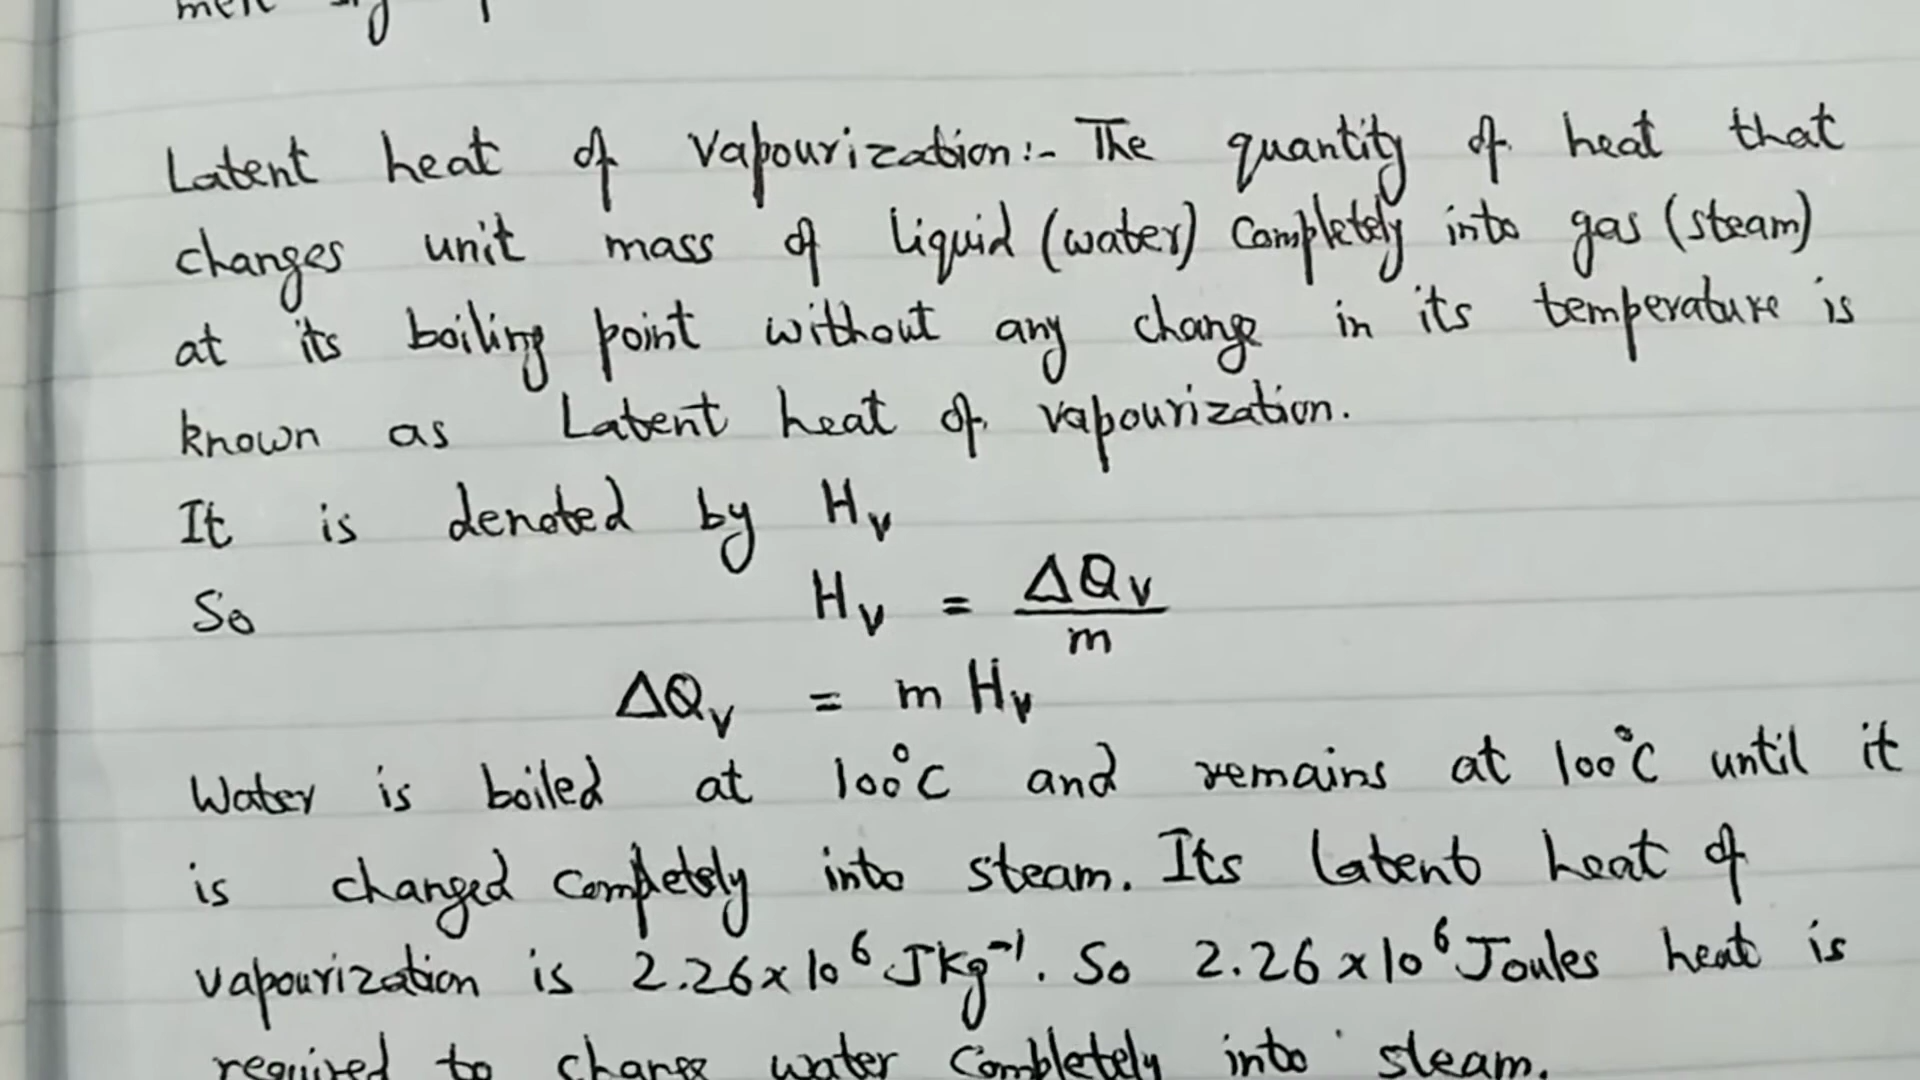 Latent heat of Vapourization:- The quantity of heat that
changes unit mass of liquid (water) Completely into gas (steam)
at its boiling point without any change in its temperature is
known as Latent heat of vapourization.
It is denoted by Hv
So Hv = ΔQv / m
ΔQv = m Hv
Water is boiled at 100°C and remains at 100°C until it
is changed Completely into steam. Its latent heat of
vapourization is 2.26x10⁶ Jkg⁻¹. So 2.26x10⁶ Joules heat is
required to change water Completely into steam.